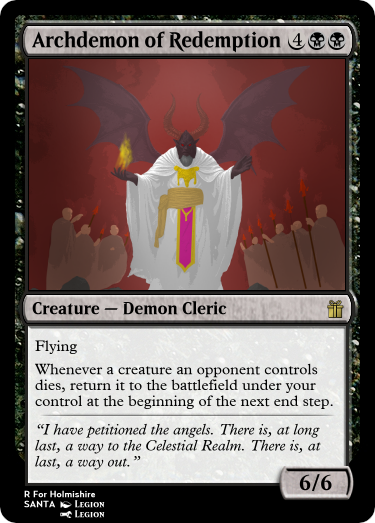 Archdemon of Redemption 4
Creature — Demon Cleric
Flying
Whenever a creature an opponent controls
dies, return it to the battlefield under your
control at the beginning of the next end step.
“I have petitioned the angels. There is, at long
last, a way to the Celestial Realm. There is, at
last, a way out.”
6/6
R For Holmishire
SANTA Legion
Legion